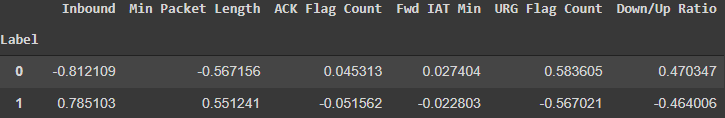 Inbound Min Packet Length ACK Flag Count Fwd IAT Min URG Flag Count Down/Up Ratio
Label
0 -0.812109 -0.567156 0.045313 0.027404 0.583605 0.470347
1 0.785103 0.551241 -0.051562 -0.022803 -0.567021 -0.464006